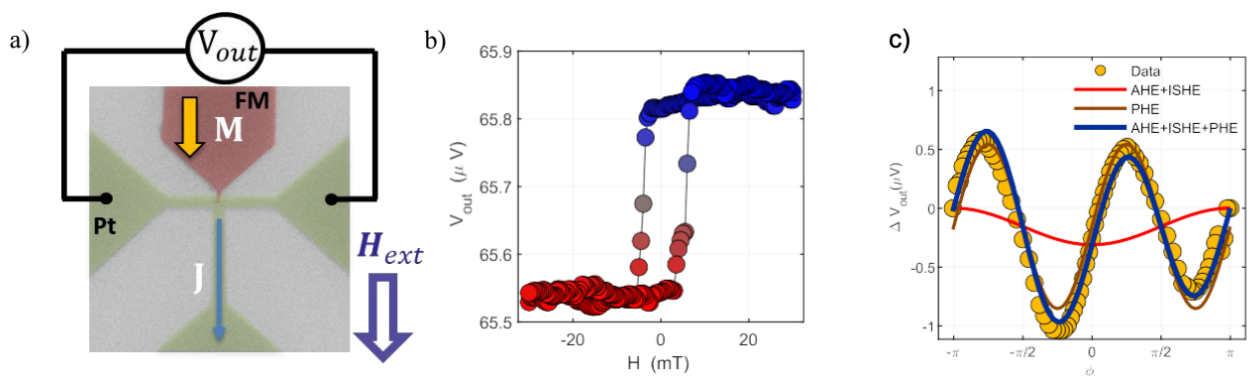 a)
V_out
FM
M
Pt
J
H_ext
b)
65.9
65.8
65.7
65.6
65.5
V_out (μ V)
-20
0
20
H (mT)
c)
Data
AHE+ISHE
PHE
AHE+ISHE+PHE
1
0.5
0
-0.5
-1
Δ V_out(μ V)
-π
-π/2
0
π/2
π
ϕ